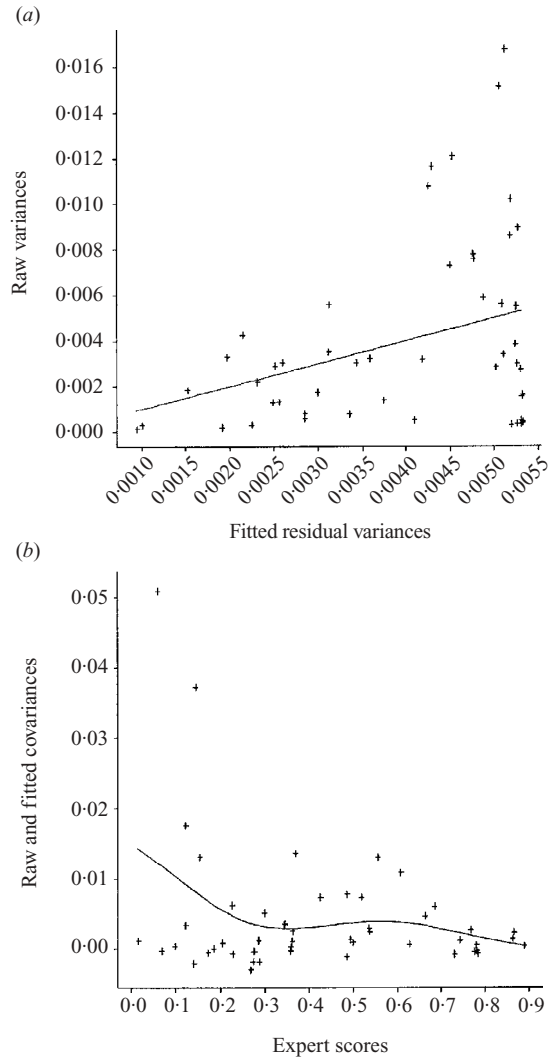 (a)
Raw variances
0·016
0·014
0·012
0·010
0·008
0·006
0·004
0·002
0·000
0·0010 0·0015 0·0020 0·0025 0·0030 0·0035 0·0040 0·0045 0·0050 0·0055
Fitted residual variances
(b)
Raw and fitted covariances
0·05
0·04
0·03
0·02
0·01
0·00
0·0 0·1 0·2 0·3 0·4 0·5 0·6 0·7 0·8 0·9
Expert scores